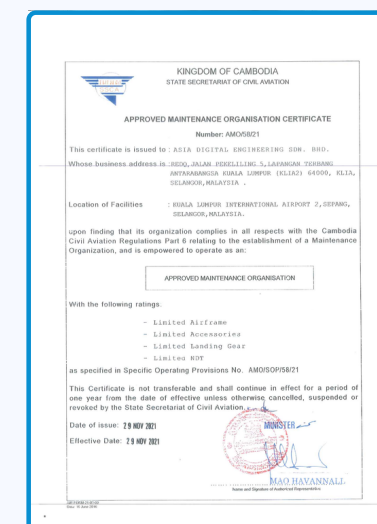 KINGDOM OF CAMBODIA
STATE SECRETARIAT OF CIVIL AVIATION
APPROVED MAINTENANCE ORGANISATION CERTIFICATE
Number: AMO/58/21
This certificate is issued to : ASIA DIGITAL ENGINEERING SDN. BHD.
Whose business address is : REDQ, JALAN PEKELILING 5, LAPANGAN TERBANG
ANTARABANGSA KUALA LUMPUR (KLIA2) 64000, KLIA,
SELANGOR, MALAYSIA .
Location of Facilities : KUALA LUMPUR INTERNATIONAL AIRPORT 2, SEPANG,
SELANGOR, MALAYSIA.
upon finding that its organization complies in all respects with the Cambodia
Civil Aviation Regulations Part 6 relating to the establishment of a Maintenance
Organization, and is empowered to operate as an:
APPROVED MAINTENANCE ORGANISATION
With the following ratings:
- Limited Airframe
- Limited Accessories
- Limited Landing Gear
- Limited NDT
as specified in Specific Operating Provisions No. AMO/SOP/58/21
This Certificate is not transferable and shall continue in effect for a period of
one year from the date of effective unless otherwise cancelled, suspended or
revoked by the State Secretariat of Civil Aviation.
Date of issue: 29 NOV 2021
MINISTER
Effective Date: 29 NOV 2021
MAO HAVANNALL
Name and Signature of Authorized Representative